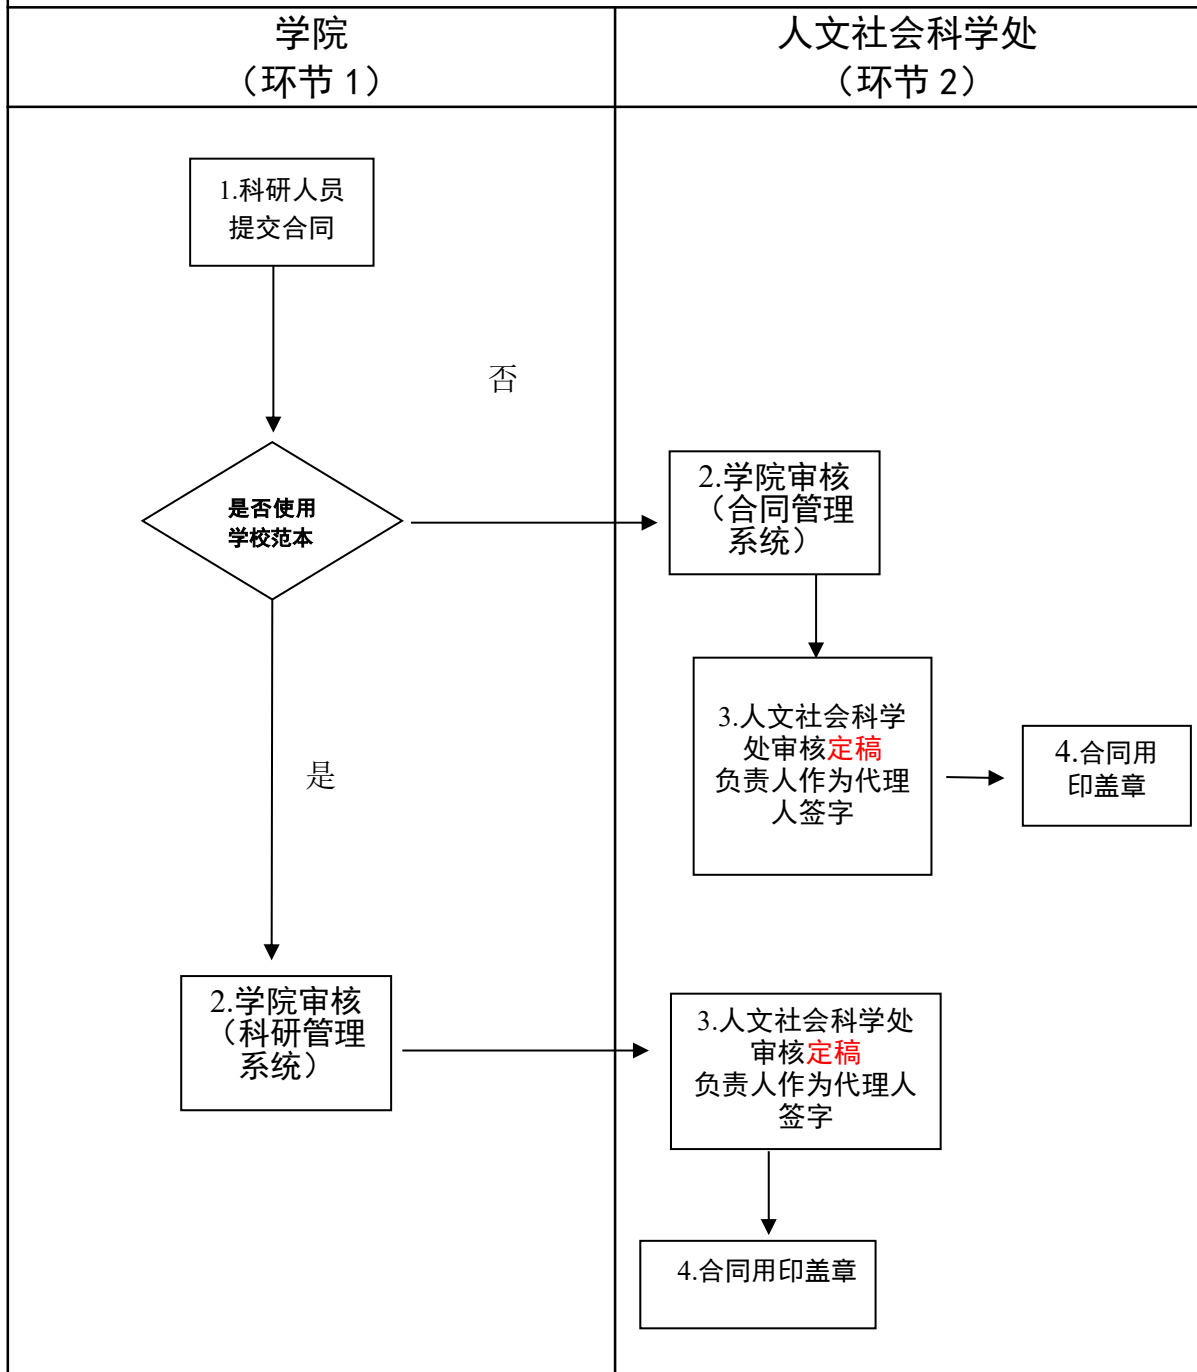 学院
（环节 1）
人文社会科学处
（环节 2）
1.科研人员
提交合同
否
是否使用
学校范本
2.学院审核
（合同管理
系统）
3.人文社会科学
处审核定稿
负责人作为代理
人签字
4.合同用
印盖章
是
2.学院审核
（科研管理
系统）
3.人文社会科学处
审核定稿
负责人作为代理人
签字
4.合同用印盖章